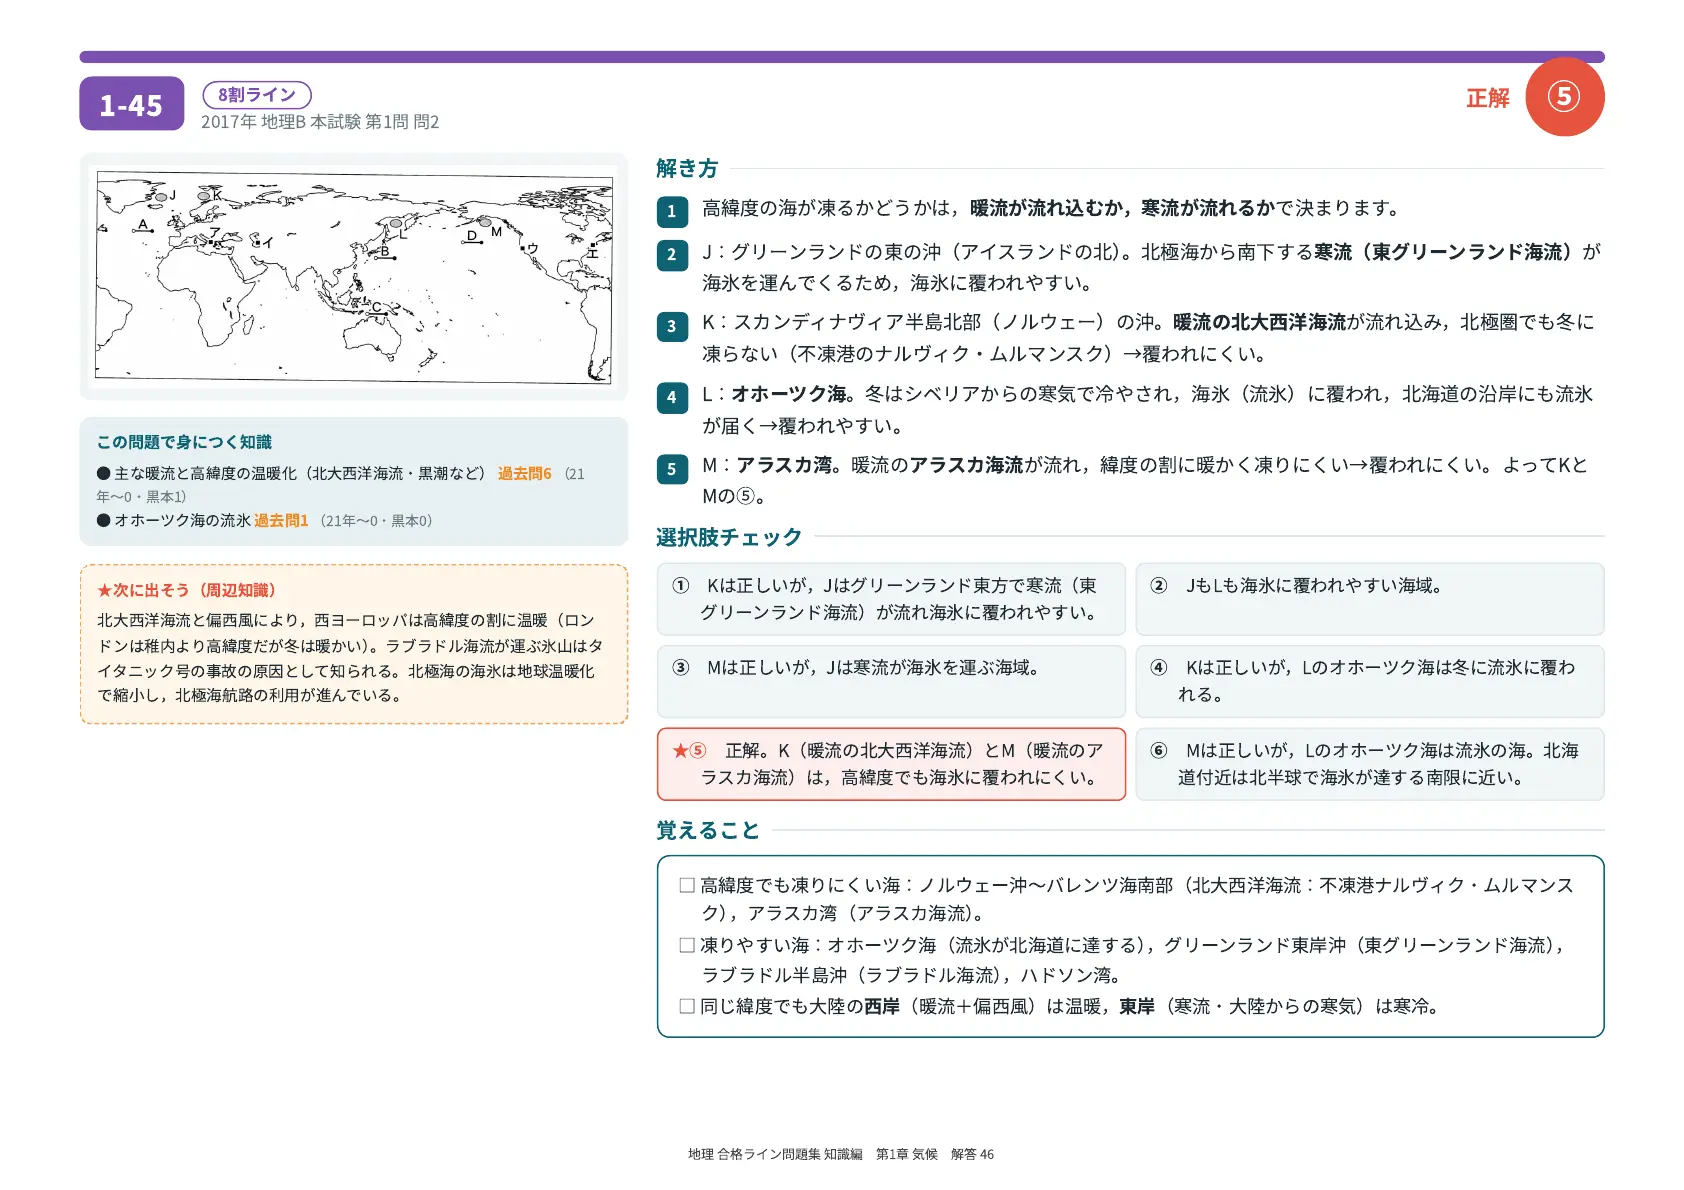 1-45
8割ライン
2017年 地理B 本試験 第1問 問2
正解 ⑤
J
K
A
ア
イ
L
B
C
D
M
ウ
エ
この問題で身につく知識
● 主な暖流と高緯度の温暖化（北大西洋海流・黒潮など） 過去問6 （21
年〜0・黒本1）
● オホーツク海の流氷 過去問1 （21年〜0・黒本0）
★次に出そう（周辺知識）
北大西洋海流と偏西風により，西ヨーロッパは高緯度の割に温暖（ロン
ドンは稚内より高緯度だが冬は暖かい）。ラブラドル海流が運ぶ氷山はタ
イタニック号の事故の原因として知られる。北極海の海氷は地球温暖化
で縮小し，北極海航路の利用が進んでいる。
解き方
1 高緯度の海が凍るかどうかは，暖流が流れ込むか，寒流が流れるかで決まります。
2 J：グリーンランドの東の沖（アイスランドの北）。北極海から南下する寒流（東グリーンランド海流）が
海氷を運んでくるため，海氷に覆われやすい。
3 K：スカンディナヴィア半島北部（ノルウェー）の沖。暖流の北大西洋海流が流れ込み，北極圏でも冬に
凍らない（不凍港のナルヴィク・ムルマンスク）→覆われにくい。
4 L：オホーツク海。冬はシベリアからの寒気で冷やされ，海氷（流氷）に覆われ，北海道の沿岸にも流氷
が届く→覆われやすい。
5 M：アラスカ湾。暖流のアラスカ海流が流れ，緯度の割に暖かく凍りにくい→覆われにくい。よってKと
Mの⑤。
選択肢チェック
① Kは正しいが，Jはグリーンランド東方で寒流（東
グリーンランド海流）が流れ海氷に覆われやすい。
② JもLも海氷に覆われやすい海域。
③ Mは正しいが，Jは寒流が海氷を運ぶ海域。
④ Kは正しいが，Lのオホーツク海は冬に流氷に覆わ
れる。
★⑤ 正解。K（暖流の北大西洋海流）とM（暖流のア
ラスカ海流）は，高緯度でも海氷に覆われにくい。
⑥ Mは正しいが，Lのオホーツク海は流氷の海。北海
道付近は北半球で海氷が達する南限に近い。
覚えること
□ 高緯度でも凍りにくい海：ノルウェー沖〜バレンツ海南部（北大西洋海流：不凍港ナルヴィク・ムルマンス
ク），アラスカ湾（アラスカ海流）。
□ 凍りやすい海：オホーツク海（流氷が北海道に達する），グリーンランド東岸沖（東グリーンランド海流），
ラブラドル半島沖（ラブラドル海流），ハドソン湾。
□ 同じ緯度でも大陸の西岸（暖流＋偏西風）は温暖，東岸（寒流・大陸からの寒気）は寒冷。
地理 合格ライン問題集 知識編 第1章 気候 解答 46